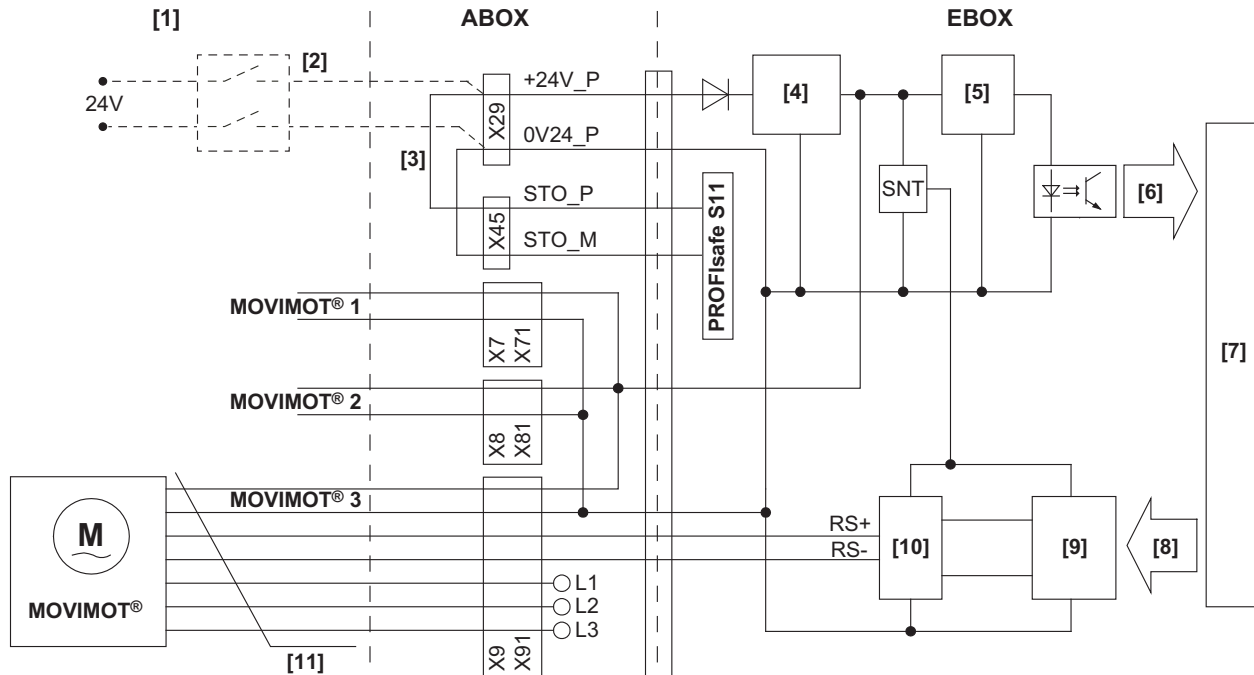 [1]
ABOX
EBOX
[2]
24V
[3]
X29
+24V_P
0V24_P
[4]
[5]
[6]
[7]
SNT
X45
STO_P
STO_M
PROFIsafe S11
MOVIMOT® 1
X7 X71
MOVIMOT® 2
X8 X81
MOVIMOT® 3
M
MOVIMOT®
RS+
RS-
[10]
[9]
[8]
L1
L2
L3
X9 X91
[11]